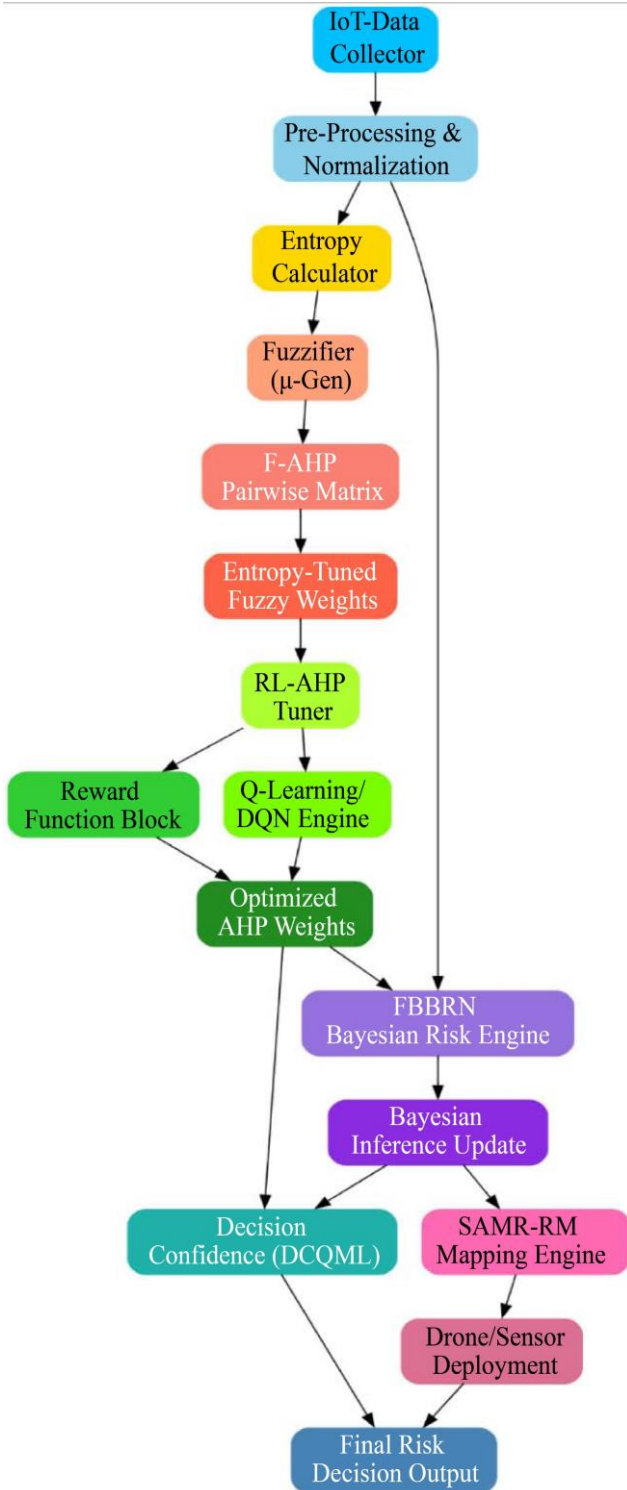 IoT-Data
Collector
Pre-Processing &
Normalization
Entropy
Calculator
Fuzzifier
(μ-Gen)
F-AHP
Pairwise Matrix
Entropy-Tuned
Fuzzy Weights
RL-AHP
Tuner
Reward
Function Block
Q-Learning/
DQN Engine
Optimized
AHP Weights
FBBRN
Bayesian Risk Engine
Bayesian
Inference Update
Decision
Confidence (DCQML)
SAMR-RM
Mapping Engine
Drone/Sensor
Deployment
Final Risk
Decision Output